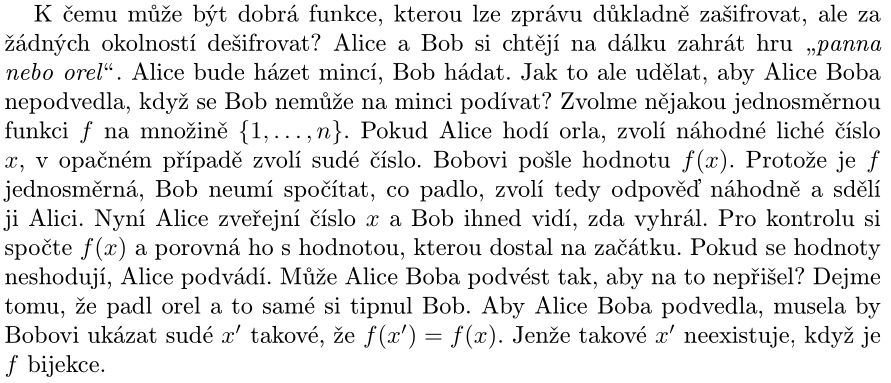 K čemu může být dobrá funkce, kterou lze zprávu důkladně zašifrovat, ale za
žádných okolností dešifrovat? Alice a Bob si chtějí na dálku zahrát hru „panna
nebo orel“. Alice bude házet mincí, Bob hádat. Jak to ale udělat, aby Alice Boba
nepodvedla, když se Bob nemůže na minci podívat? Zvolme nějakou jednosměrnou
funkci f na množině {1, . . . , n}. Pokud Alice hodí orla, zvolí náhodné liché číslo
x, v opačném případě zvolí sudé číslo. Bobovi pošle hodnotu f(x). Protože je f
jednosměrná, Bob neumí spočítat, co padlo, zvolí tedy odpověď náhodně a sdělí
ji Alici. Nyní Alice zveřejní číslo x a Bob ihned vidí, zda vyhrál. Pro kontrolu si
spočte f(x) a porovná ho s hodnotou, kterou dostal na začátku. Pokud se hodnoty
neshodují, Alice podvádí. Může Alice Boba podvést tak, aby na to nepřišel? Dejme
tomu, že padl orel a to samé si tipnul Bob. Aby Alice Boba podvedla, musela by
Bobovi ukázat sudé x′ takové, že f(x′) = f(x). Jenže takové x′ neexistuje, když je
f bijekce.